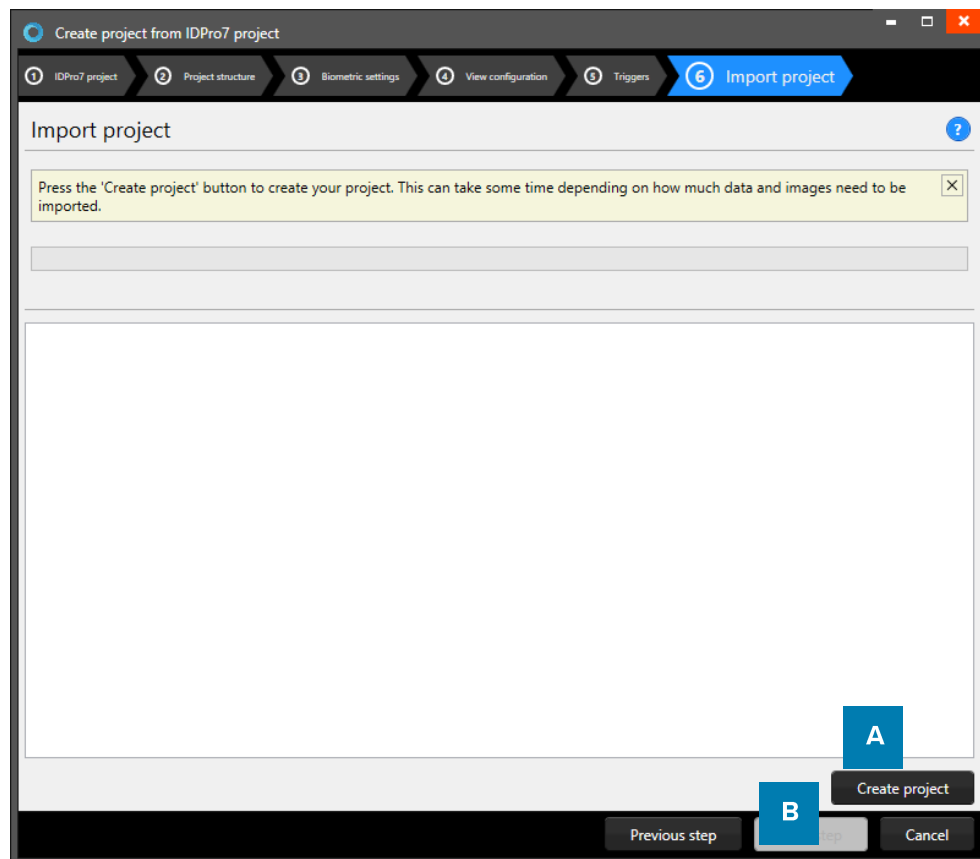 Create project from IDPro7 project
1 IDPro7 project 2 Project structure 3 Biometric settings 4 View configuration 5 Triggers 6 Import project
Import project
?
Press the 'Create project' button to create your project. This can take some time depending on how much data and images need to be
imported.
A
Create project
B
Previous step
Cancel